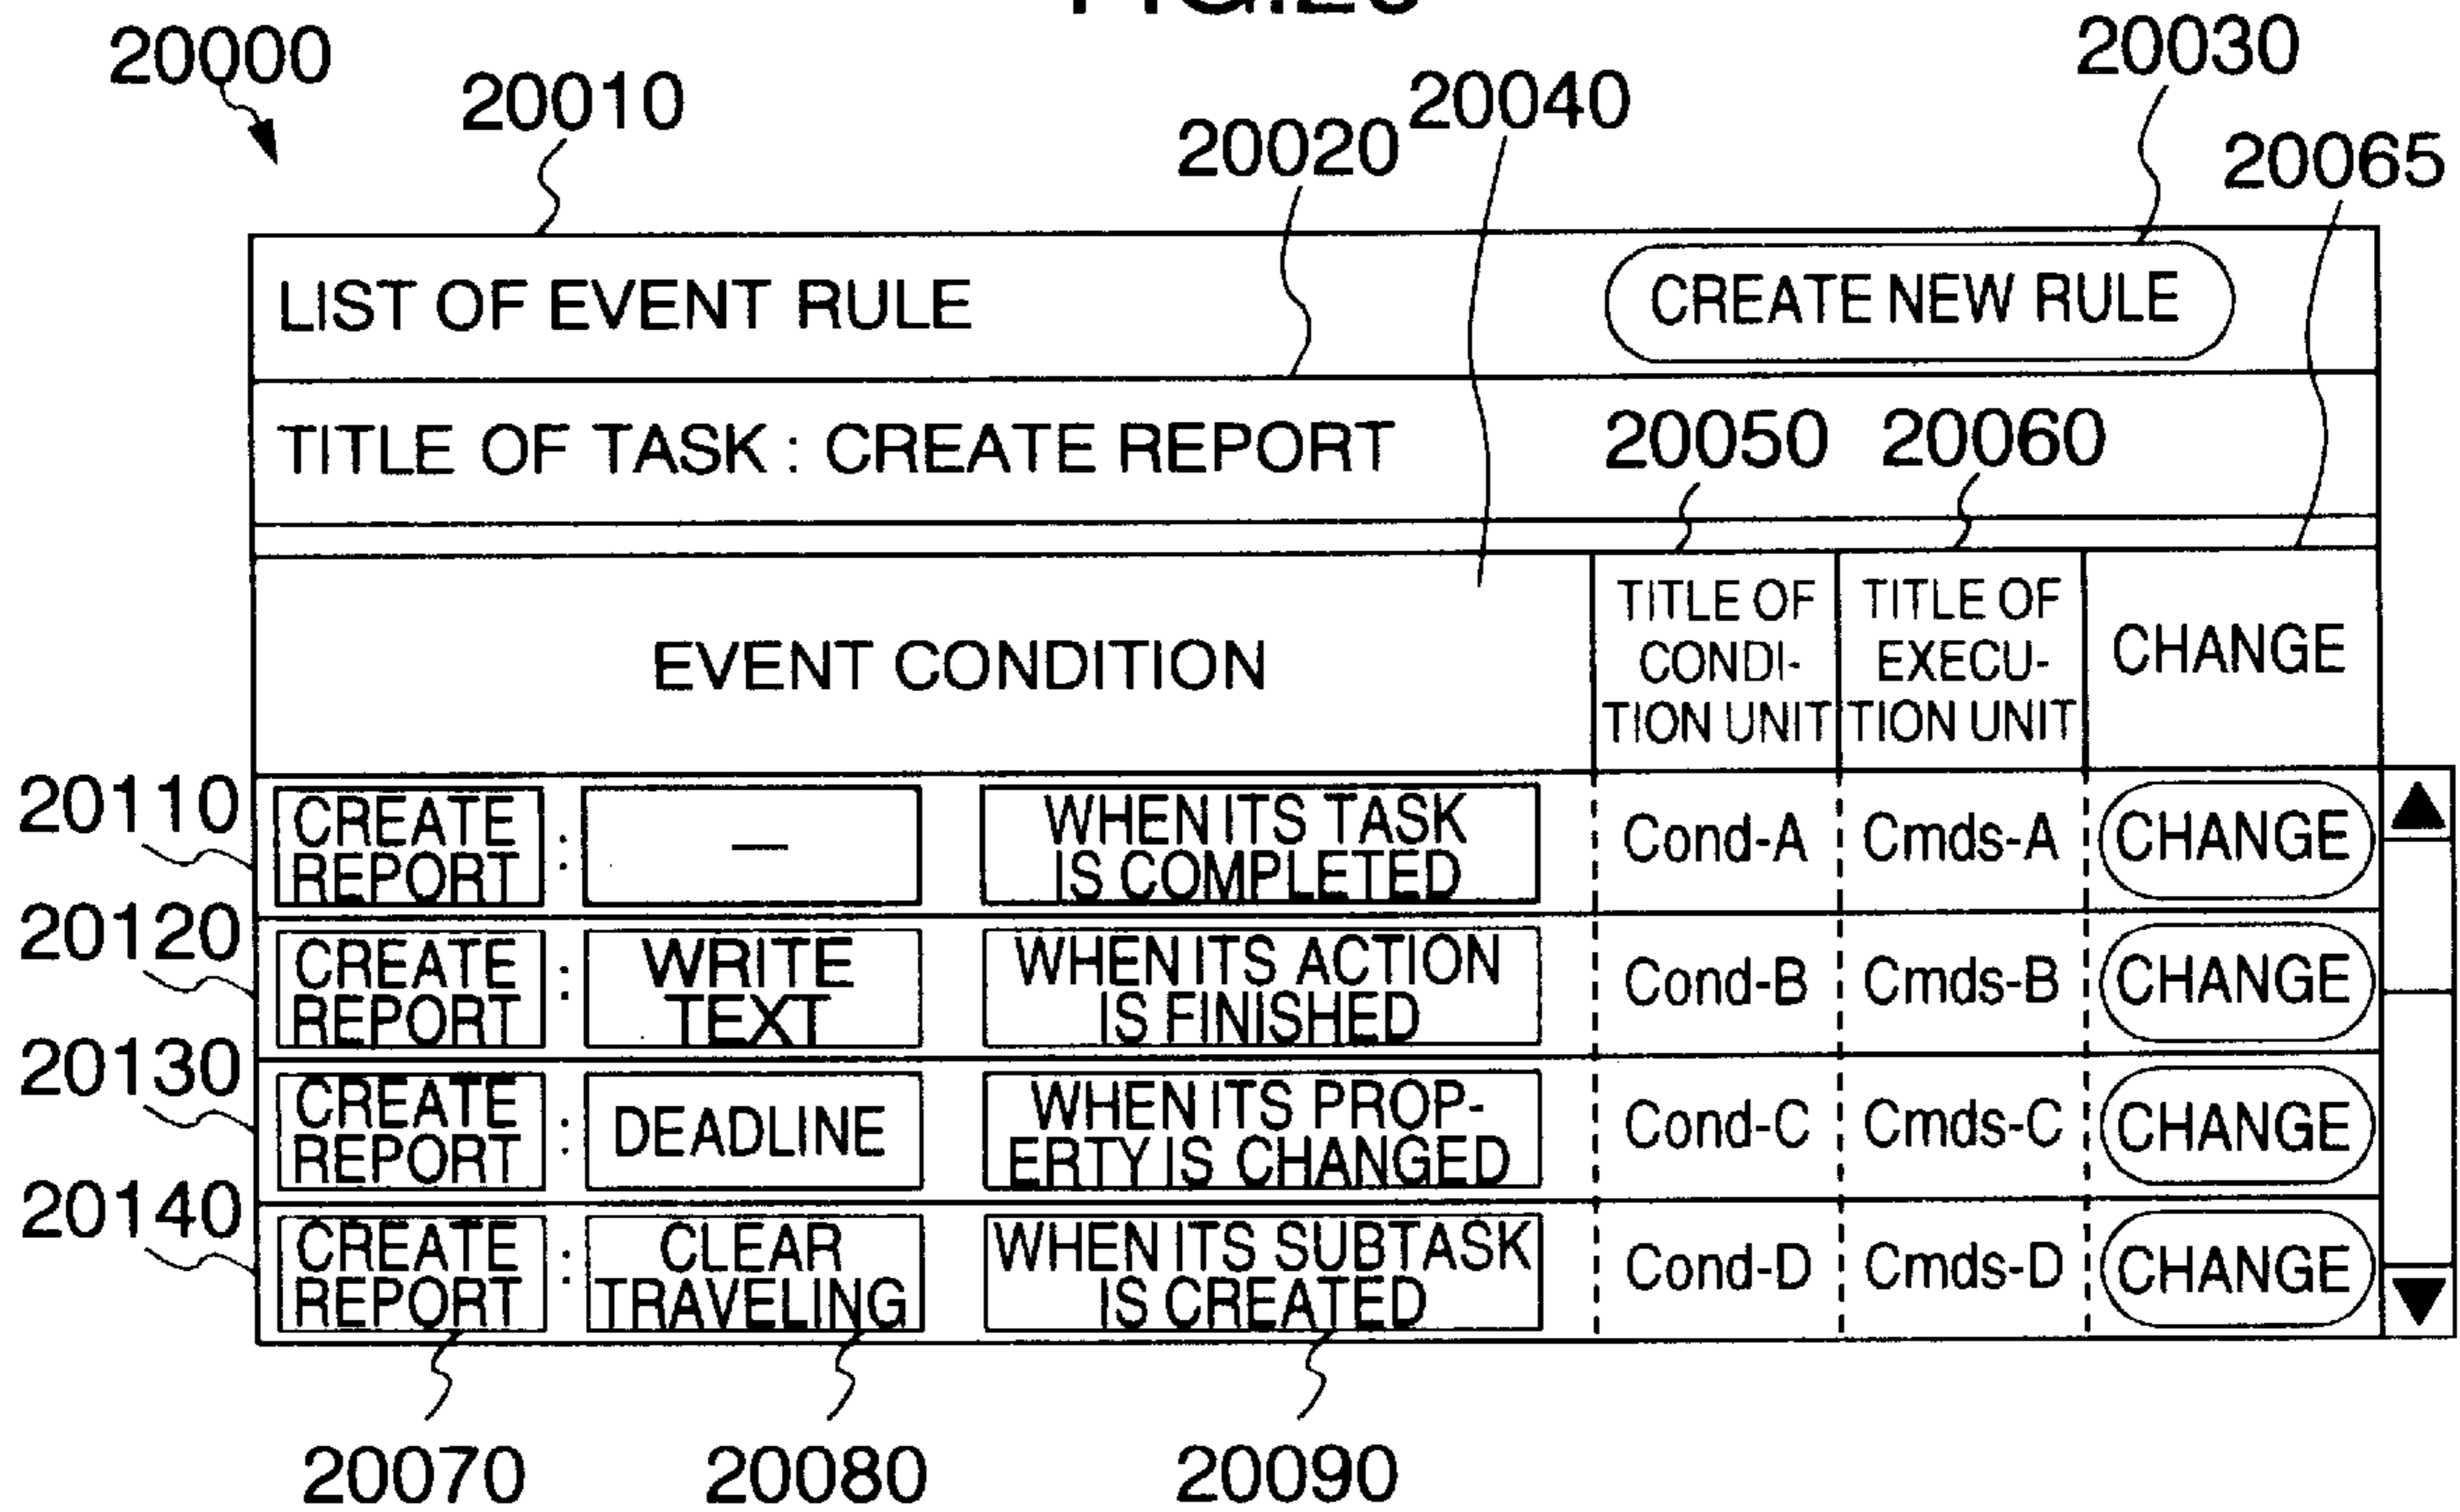 20000
20010
20020
20040
20030
20065
LIST OF EVENT RULE
CREATE NEW RULE
TITLE OF TASK : CREATE REPORT
20050
20060
EVENT CONDITION
TITLE OF
CONDI-
TION UNIT
TITLE OF
EXECU-
TION UNIT
CHANGE
20110
CREATE
REPORT
:
—
WHEN ITS TASK
IS COMPLETED
Cond-A
Cmds-A
CHANGE
20120
CREATE
REPORT
:
WRITE
TEXT
WHEN ITS ACTION
IS FINISHED
Cond-B
Cmds-B
CHANGE
20130
CREATE
REPORT
:
DEADLINE
WHEN ITS PROP-
ERTY IS CHANGED
Cond-C
Cmds-C
CHANGE
20140
CREATE
REPORT
:
CLEAR
TRAVELING
WHEN ITS SUBTASK
IS CREATED
Cond-D
Cmds-D
CHANGE
20070
20080
20090